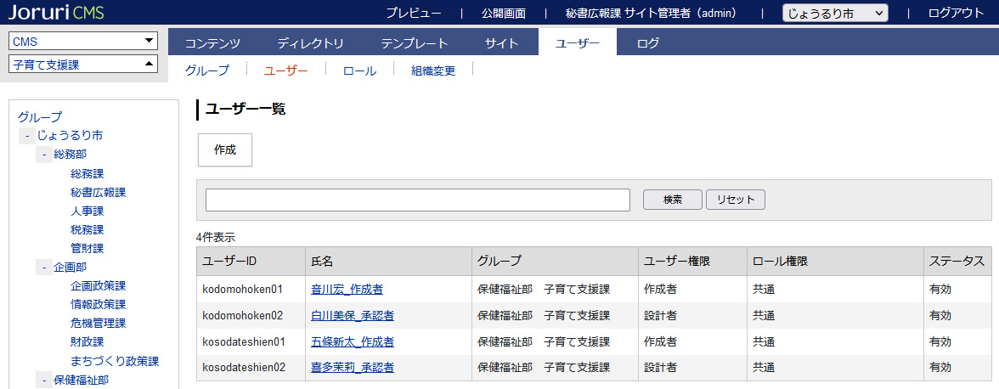 Joruri CMS プレビュー | 公開画面 | 秘書広報課 サイト管理者（admin） | じょうるり市 | ログアウト
CMS コンテンツ ディレクトリ テンプレート サイト ユーザー ログ
子育て支援課 グループ ユーザー ロール 組織変更
グループ
- じょうるり市
- 総務部
総務課
秘書広報課
人事課
税務課
管財課
- 企画部
企画政策課
情報政策課
危機管理課
財政課
まちづくり政策課
- 保健福祉部
ユーザー一覧
作成
検索 リセット
4件表示
ユーザーID 氏名 グループ ユーザー権限 ロール権限 ステータス
kodomohoken01 音川宏_作成者 保健福祉部　子育て支援課 作成者 共通 有効
kodomohoken02 白川美保_承認者 保健福祉部　子育て支援課 設計者 共通 有効
kosodateshien01 五條新太_作成者 保健福祉部　子育て支援課 作成者 共通 有効
kosodateshien02 喜多茉莉_承認者 保健福祉部　子育て支援課 設計者 共通 有効